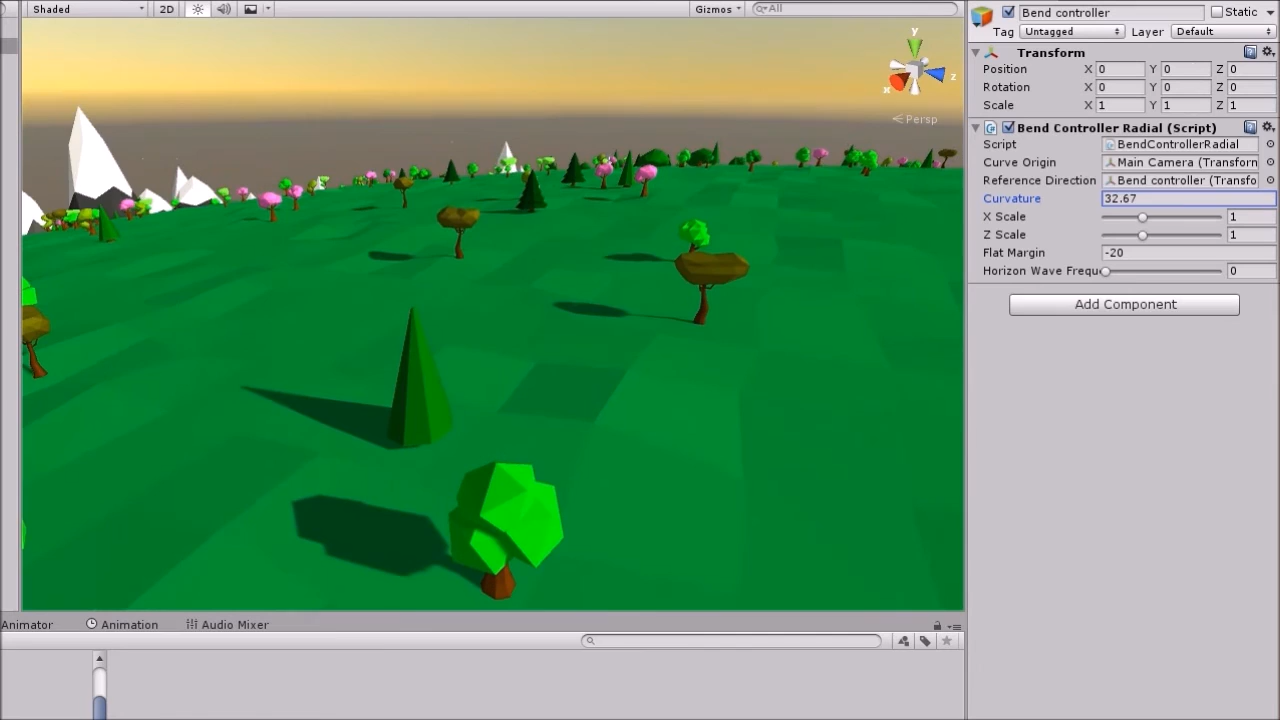 Shaded 2D Gizmos All
y
z
x
Persp
Animator Animation Audio Mixer
Bend controller Static
Tag Untagged Layer Default
Transform
Position X 0 Y 0 Z 0
Rotation X 0 Y 0 Z 0
Scale X 1 Y 1 Z 1
Bend Controller Radial (Script)
Script BendControllerRadial
Curve Origin Main Camera (Transform
Reference Direction Bend controller (Transfo
Curvature 32.67
X Scale 1
Z Scale 1
Flat Margin -20
Horizon Wave Frequ 0
Add Component